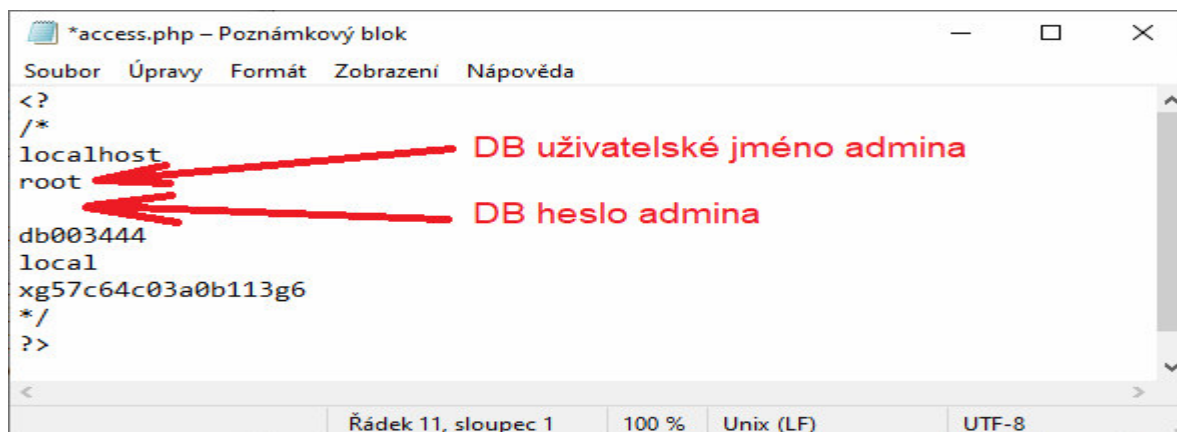 *access.php – Poznámkový blok
Soubor Úpravy Formát Zobrazení Nápověda
<?
/*
localhost
DB uživatelské jméno admina
root
DB heslo admina
db003444
local
xg57c64c03a0b113g6
*/
?>
Řádek 11, sloupec 1 100 % Unix (LF) UTF-8